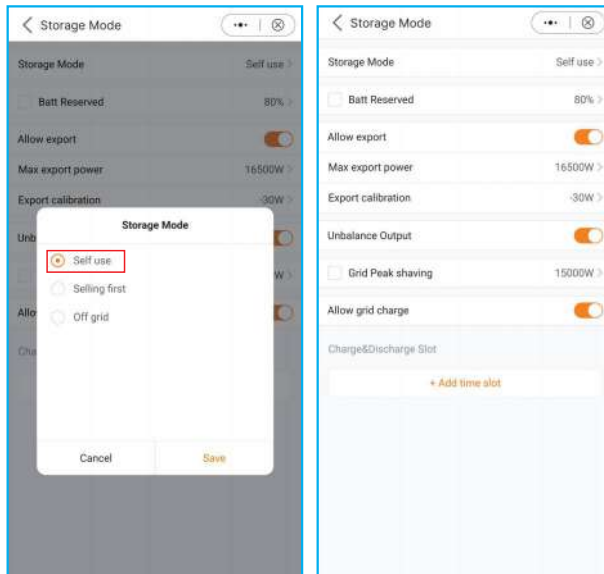 Storage Mode
Storage Mode Self use >
Batt Reserved 80% >
Allow export
Max export power 16500W >
Export calibration -30W >
Unb
W >
Allo
Cha
Storage Mode
Self use
Selling first
Off grid
Cancel Save
Storage Mode
Storage Mode Self use >
Batt Reserved 80% >
Allow export
Max export power 16500W >
Export calibration -30W >
Unbalance Output
Grid Peak shaving 15000W >
Allow grid charge
Charge&Discharge Slot
+ Add time slot